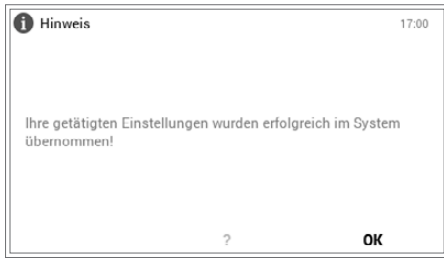 Hinweis 17:00
Ihre getätigten Einstellungen wurden erfolgreich im System
übernommen!
? OK